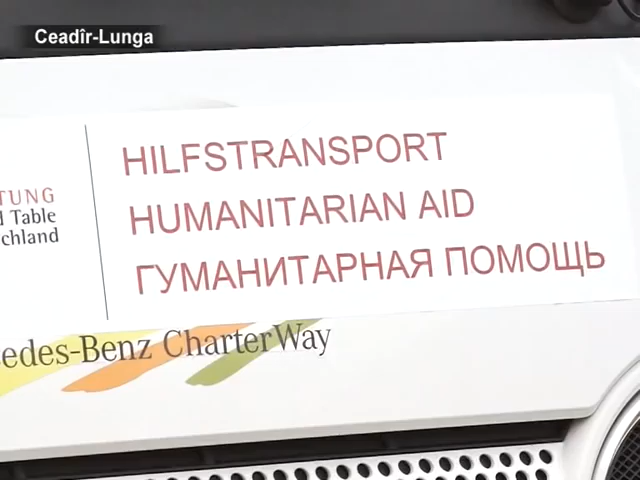 Ceadîr-Lunga
TUNG
Table
chland
HILFSTRANSPORT
HUMANITARIAN AID
ГУМАНИТАРНАЯ ПОМОЩЬ
edes-Benz CharterWay